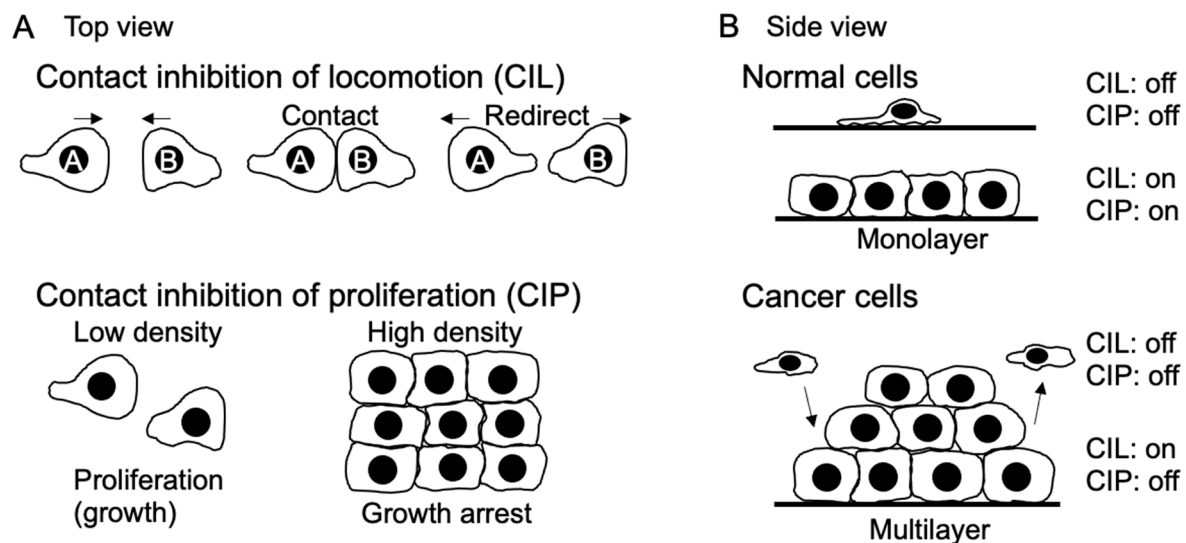 A Top view
Contact inhibition of locomotion (CIL)
Contact
Redirect
A
B
A
B
A
B
Contact inhibition of proliferation (CIP)
Low density
High density
Proliferation
(growth)
Growth arrest
B Side view
Normal cells
CIL: off
CIP: off
CIL: on
CIP: on
Monolayer
Cancer cells
CIL: off
CIP: off
CIL: on
CIP: off
Multilayer